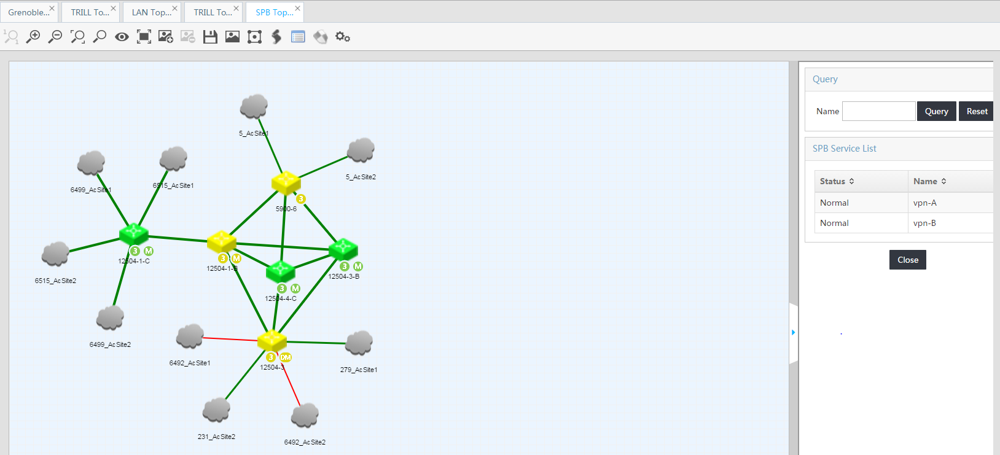 Grenoble...
TRILL To...
LAN Top...
TRILL To...
SPB Top...
5_AcSite1
5_AcSite2
6499_AcSite1
6515_AcSite1
3
5900-6
3 M
12504-1-C
3 M
12504-1-B
3 M
12504-3-B
6515_AcSite2
3 M
12504-4-C
6499_AcSite2
6492_AcSite1
3 DM
12504-3
279_AcSite1
231_AcSite2
6492_AcSite2
Query
Name
Query
Reset
SPB Service List
Status
Name
Normal
vpn-A
Normal
vpn-B
Close